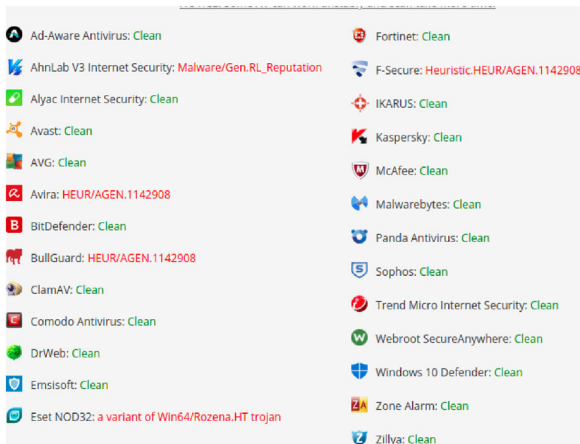 Ad-Aware Antivirus: Clean
AhnLab V3 Internet Security: Malware/Gen.RL_Reputation
Alyac Internet Security: Clean
Avast: Clean
AVG: Clean
Avira: HEUR/AGEN.1142908
BitDefender: Clean
BullGuard: HEUR/AGEN.1142908
ClamAV: Clean
Comodo Antivirus: Clean
DrWeb: Clean
Emsisoft: Clean
Eset NOD32: a variant of Win64/Rozena.HT trojan
Fortinet: Clean
F-Secure: Heuristic.HEUR/AGEN.1142908
IKARUS: Clean
Kaspersky: Clean
McAfee: Clean
Malwarebytes: Clean
Panda Antivirus: Clean
Sophos: Clean
Trend Micro Internet Security: Clean
Webroot SecureAnywhere: Clean
Windows 10 Defender: Clean
Zone Alarm: Clean
Zillya: Clean